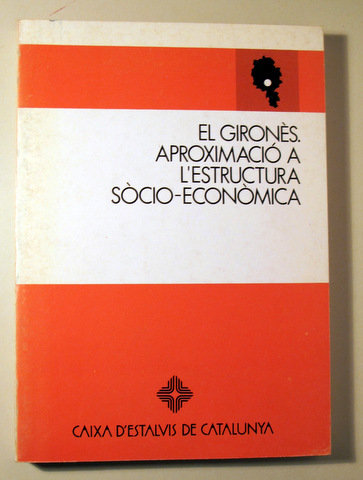 EL GIRONÈS.
APROXIMACIÓ A
L'ESTRUCTURA
SÒCIO-ECONÒMICA
CAIXA D'ESTALVIS DE CATALUNYA